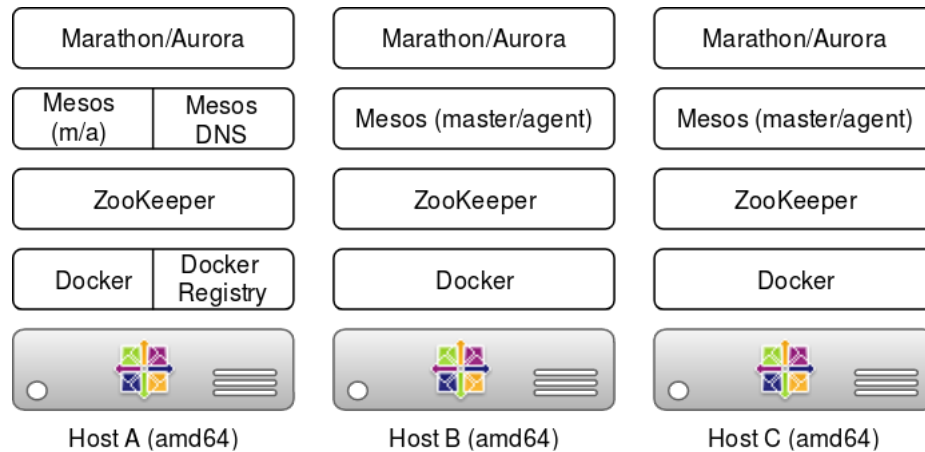 Marathon/Aurora
Marathon/Aurora
Marathon/Aurora
Mesos
(m/a)
Mesos
DNS
Mesos (master/agent)
Mesos (master/agent)
ZooKeeper
ZooKeeper
ZooKeeper
Docker
Docker
Registry
Docker
Docker
Host A (amd64)
Host B (amd64)
Host C (amd64)